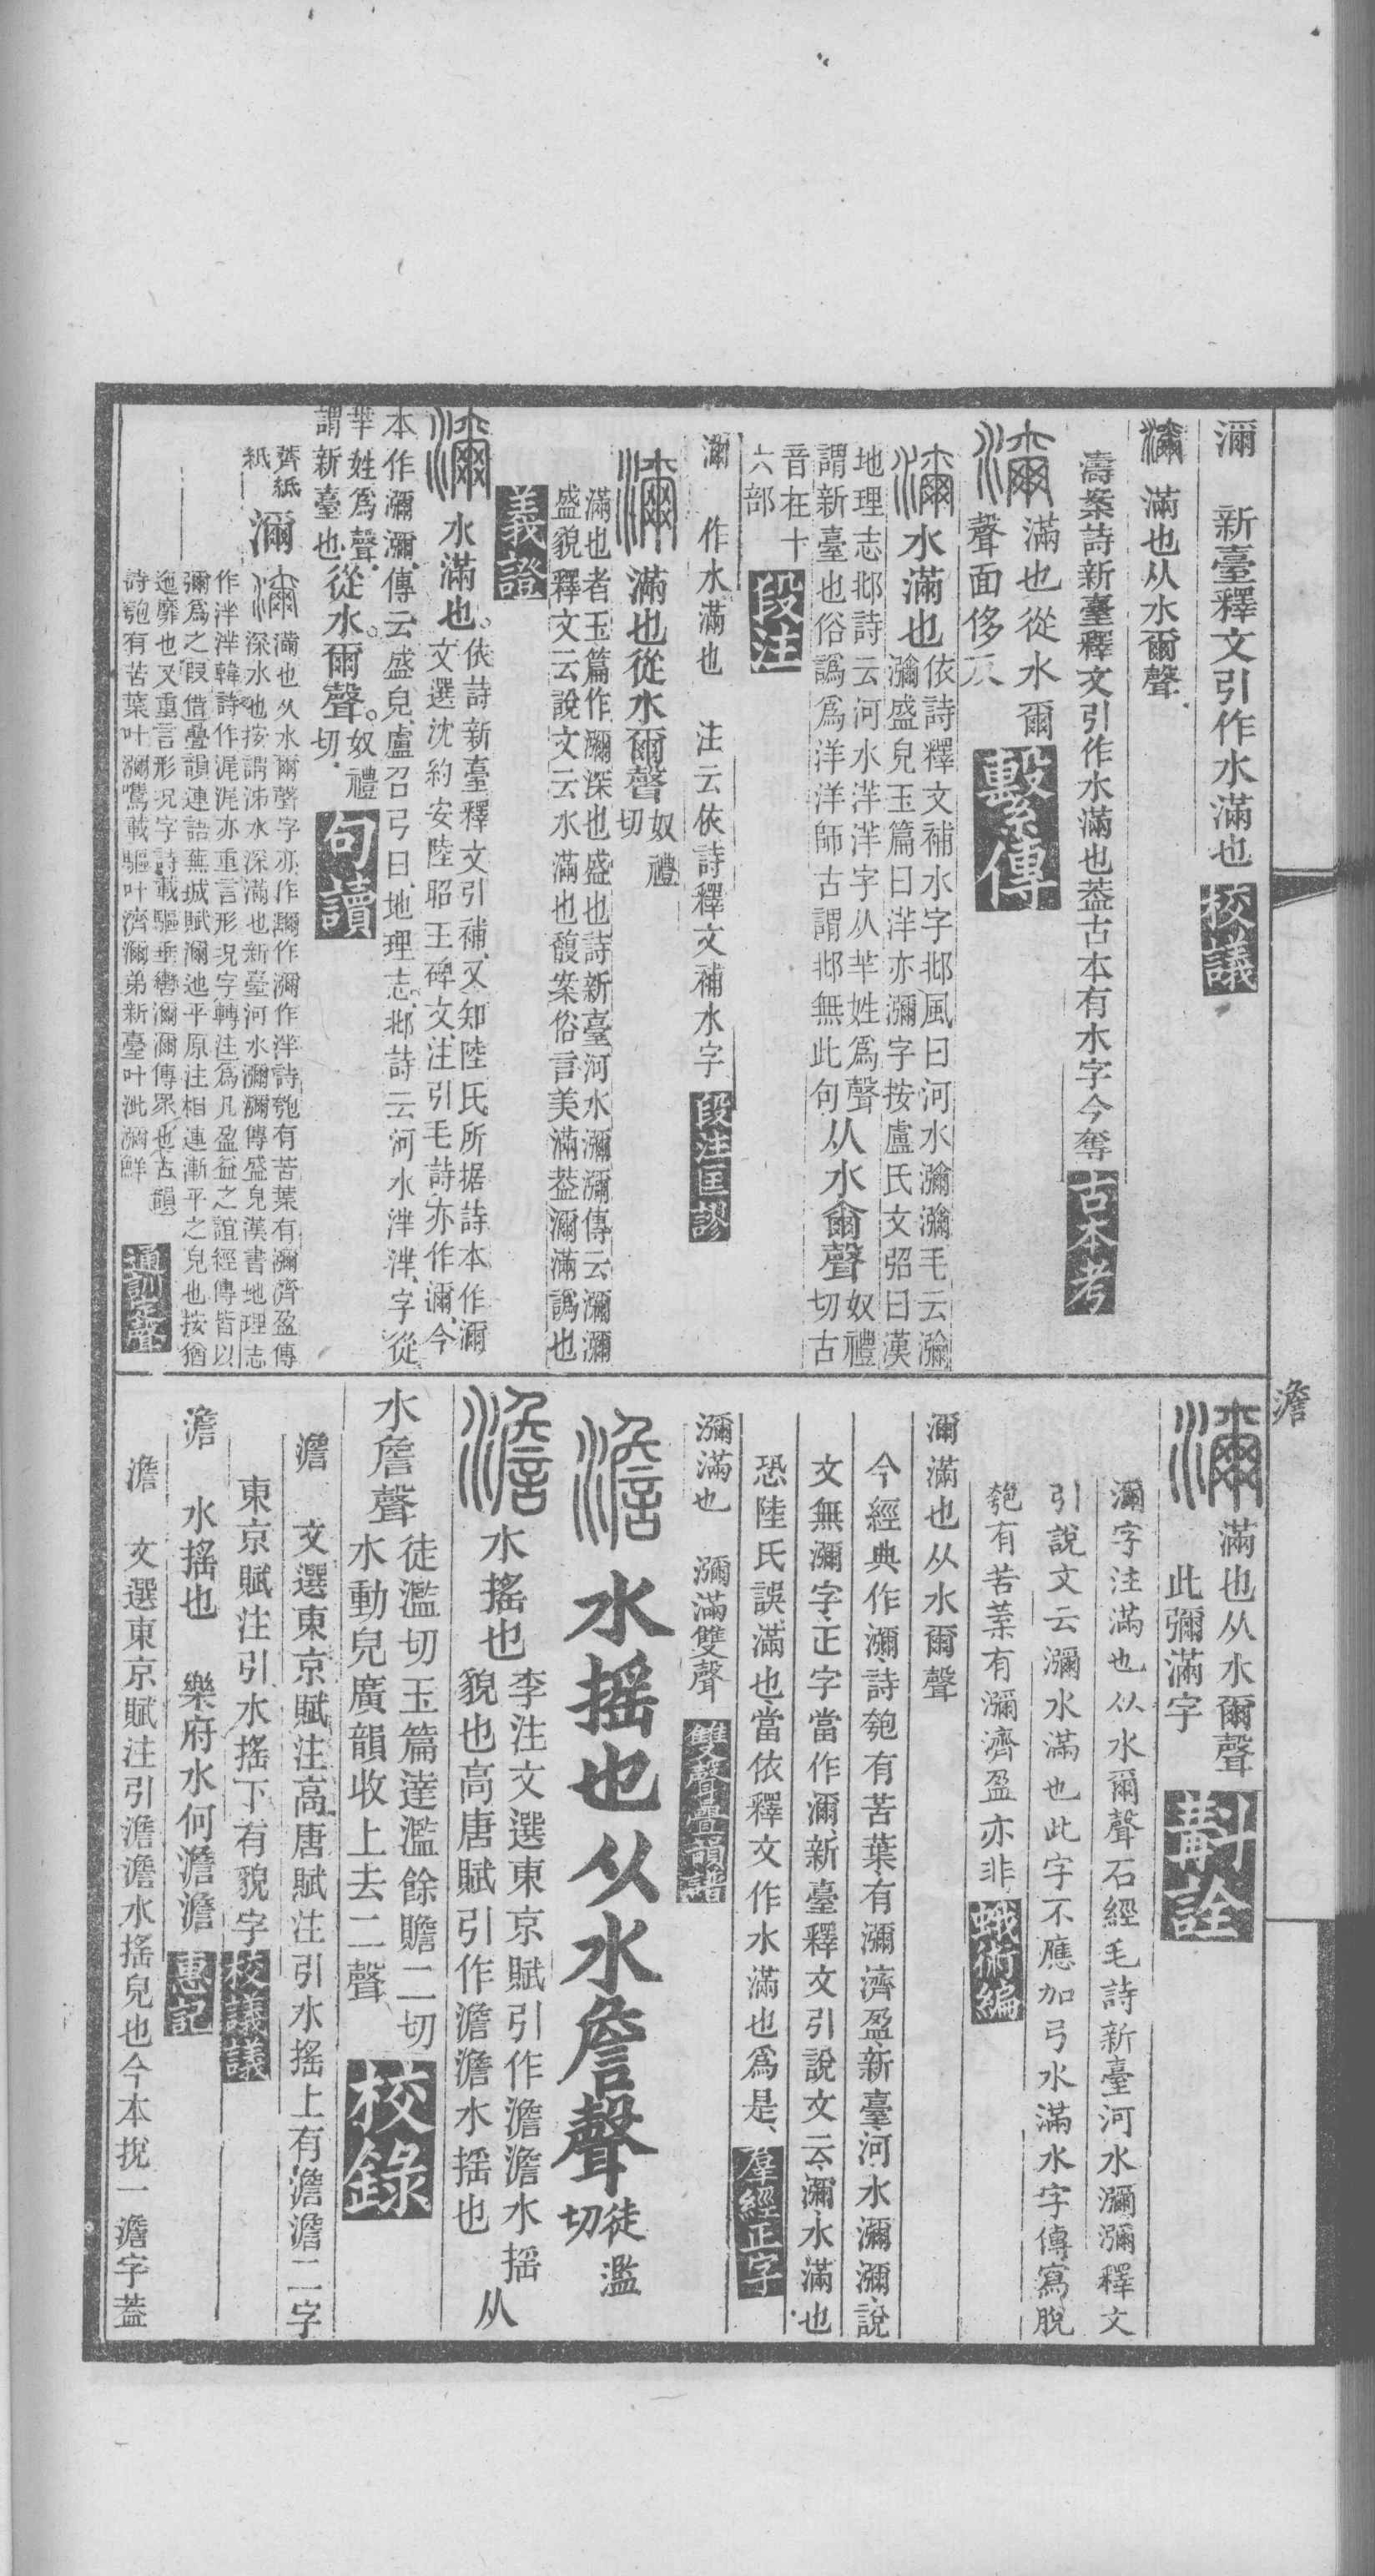 濔　新臺釋文引作水滿也　校議
濔　滿也从水爾聲
濤案詩新臺釋文引作水滿也葢古本有水字今奪　古本考
濔　滿也從水爾
聲面侈反　繫傳
濔　水滿也　依詩釋文補水字邶風曰河水瀰瀰毛云瀰
瀰盛皃玉篇曰洋亦瀰字按盧氏文弨曰漢
地理志邶詩云河水洋洋字从芈姓爲聲
謂新臺也俗譌爲洋洋師古謂邶無此句　从水爾聲　奴禮
切古
音在十
六部　段注
濔　作水滿也　注云依詩釋文補水字　段注匡謬
濔　滿也從水爾聲　奴禮
切
滿也者玉篇作瀰深也盛也詩新臺河水瀰瀰傳云瀰瀰
盛貌釋文云說文云水滿也馥案俗言美滿葢濔滿譌也
義證
濔　水滿也。依詩新臺釋文引補、又知陸氏所据詩本作濔
文選沈約安陸昭王碑文、注引毛詩、亦作濔、今
本作瀰瀰、傳云盛皃、盧召弓曰、地理志、邶詩云、河水洋洋、字從
芈姓爲聲、
謂新臺也　從水。爾聲。奴禮
切　句讀
薺紙
紙　濔　濔　滿也从水爾聲字亦作瀰作濔作泮詩匏有苦葉有瀰濟盈傳
深水也按謂泲水深滿也新臺河水瀰瀰傳盛皃漢書地理志
作泮泮韓詩作浘浘亦重言形況字轉注爲凡盈益之誼經傳皆以
彌爲之叚借疊韻連語蕪城賦濔迆平原注相連漸平之皃也按猶
迤靡也又重言形況字詩載驅垂轡濔濔傳眾也古韻
詩匏有苦葉叶瀰鷕載驅叶濟濔弟新臺叶泚瀰鮮　通訓定聲
濔　滿也从水爾聲
此彌滿字　斠詮
濔字注滿也从水爾聲石經毛詩新臺河水瀰瀰釋文
引說文云瀰水滿也此字不應加弓水滿水字傳寫脫
匏有苦葉有瀰濟盈亦非　蛾術編
濔滿也从水爾聲
今經典作瀰、詩匏有苦葉、有瀰濟盈、新臺、河水瀰瀰、說
文無瀰字、正字當作濔、新臺釋文引說文云、濔、水滿也
恐陸氏誤、滿也、當依釋文作水滿也爲是、　羣經正字
瀰滿也　瀰滿雙聲　雙聲疊韻譜
澹　水搖也从水詹聲　徒濫
切
澹　水搖也　李注文選東京賦引作澹澹水搖
貌也高唐賦引作澹澹水搖也　从
水詹聲　徒濫切玉篇達濫餘贍二切
水動皃廣韻收上去二聲　校錄
澹　文選東京賦注高唐賦注引水搖上有澹澹二字
東京賦注引水搖下有貌字　校議議
澹　水搖也　樂府水何澹澹　惠記
澹　文選東京賦注引澹澹水搖皃也今本挩一澹字葢
澹